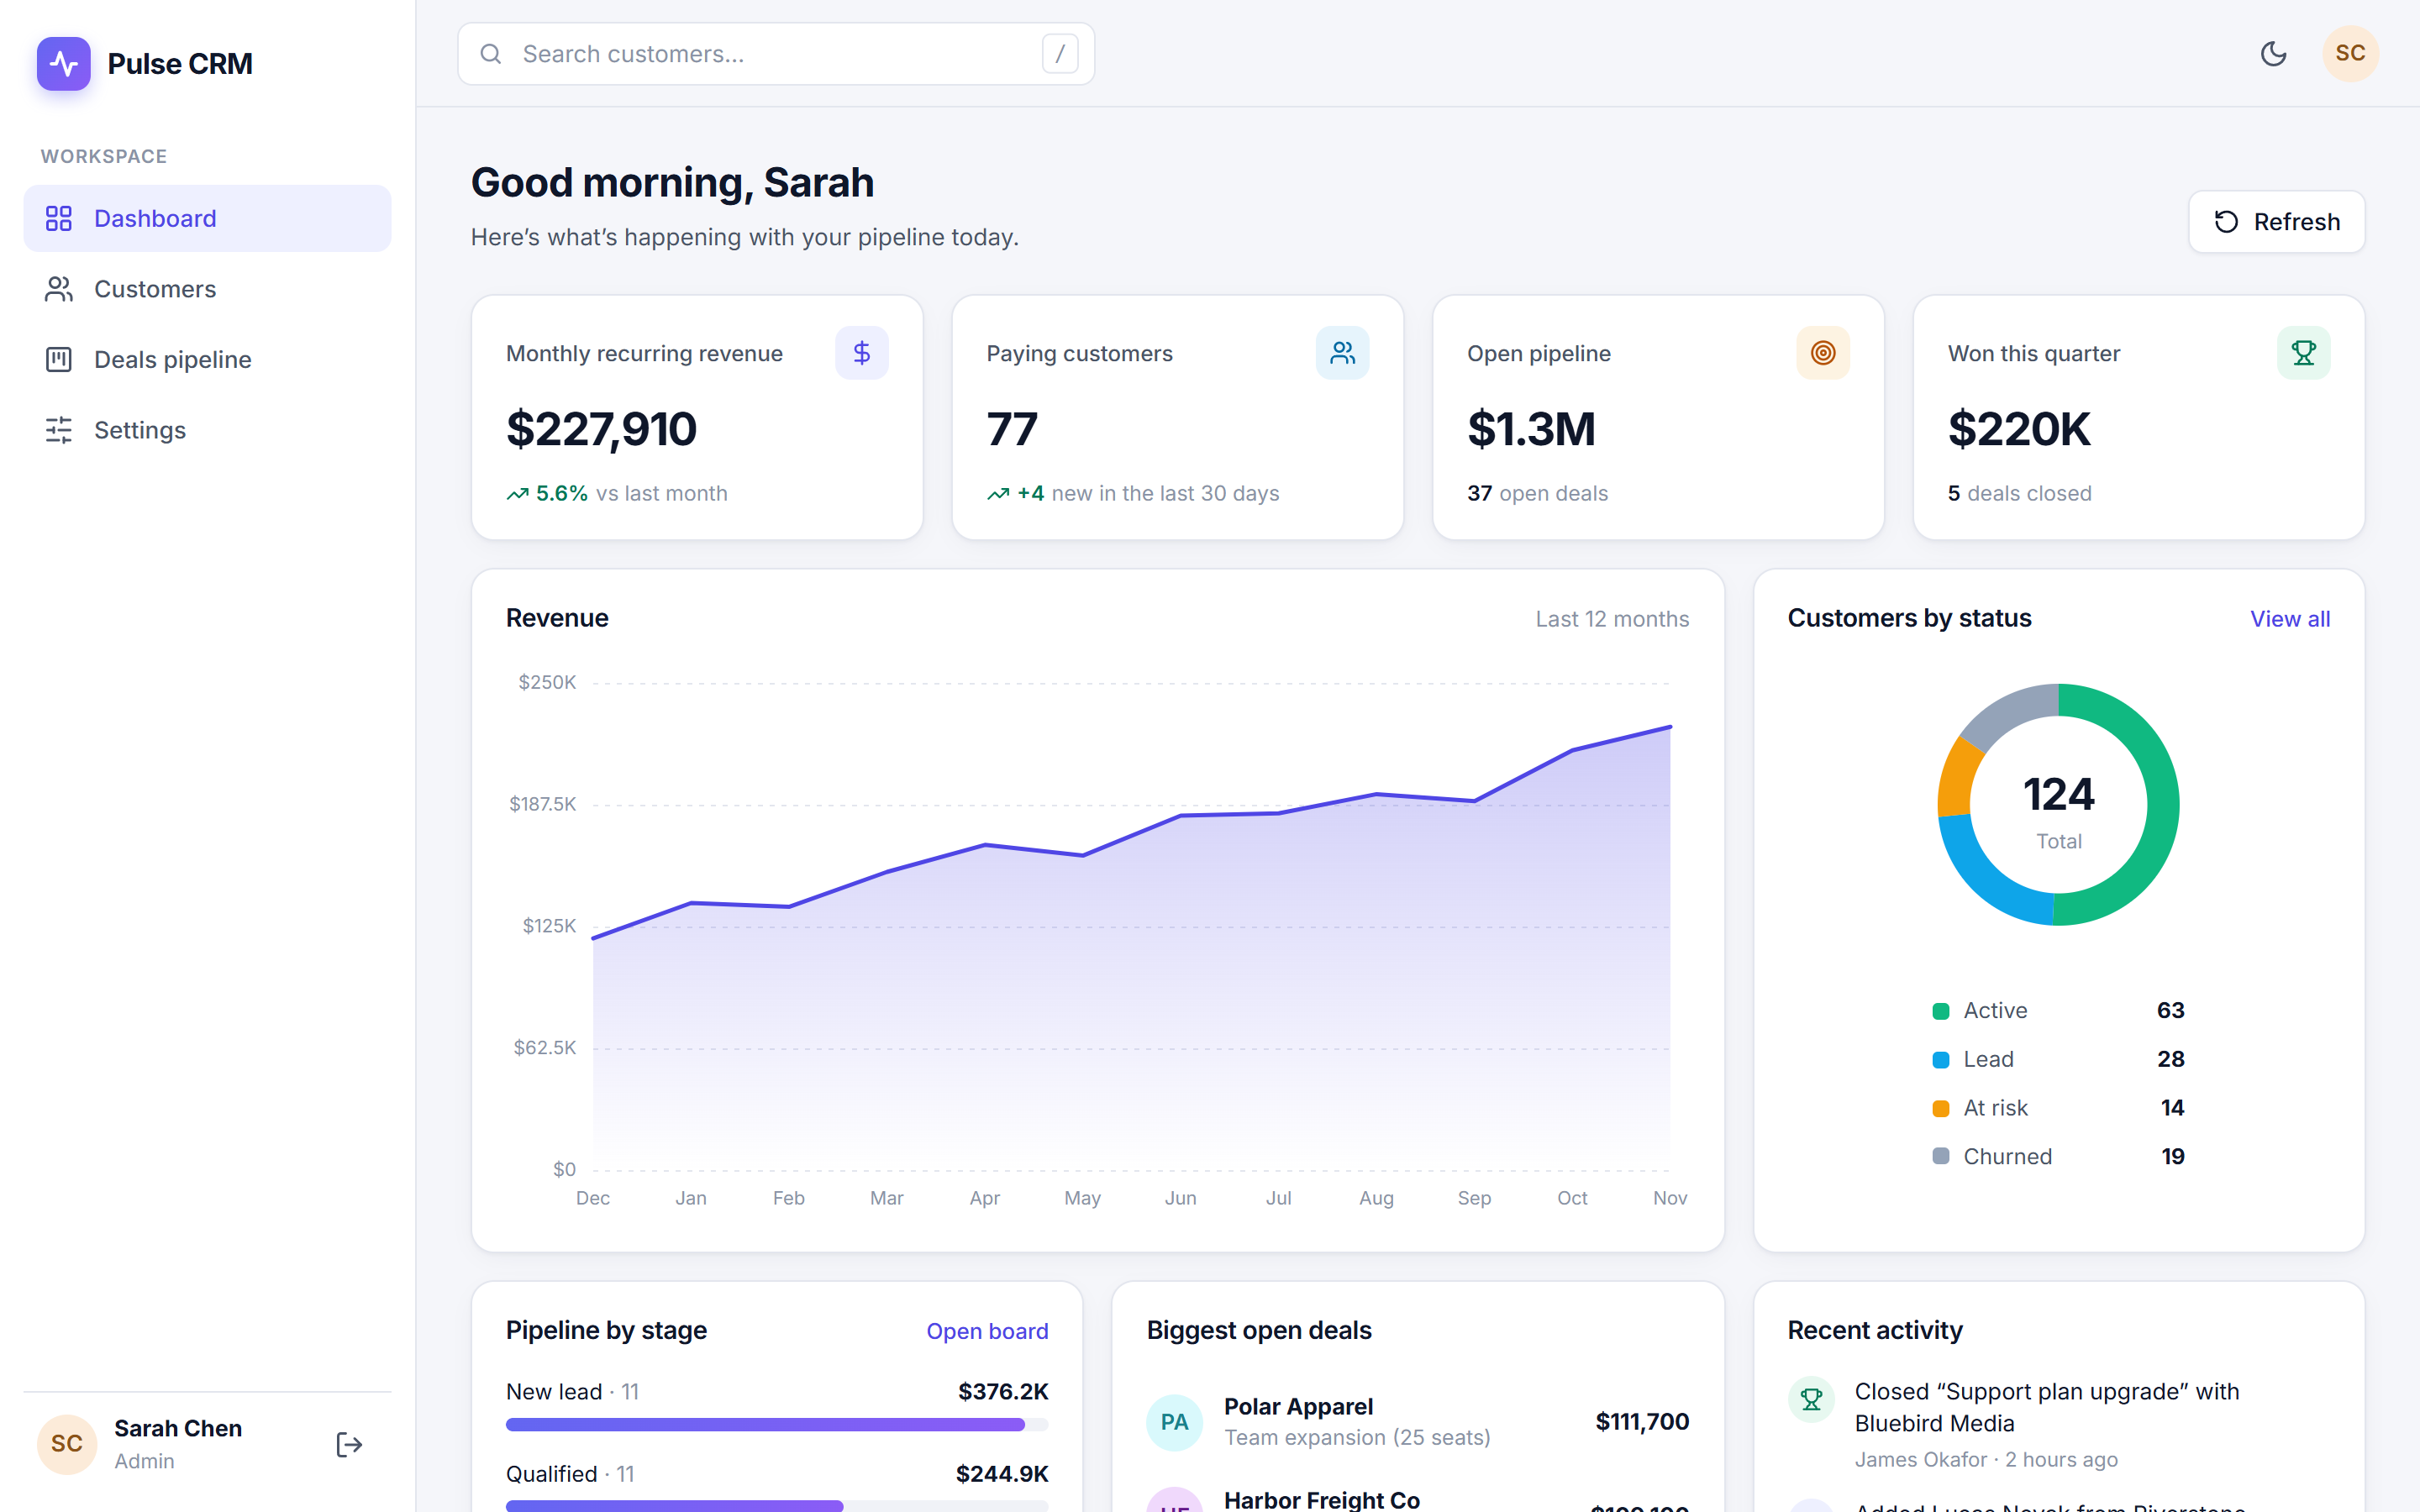 Pulse CRM
WORKSPACE
Dashboard
Customers
Deals pipeline
Settings
Sarah Chen
SC
Admin
Search customers...
/
SC
Good morning, Sarah
Here’s what’s happening with your pipeline today.
Refresh
Monthly recurring revenue
$227,910
5.6% vs last month
Paying customers
77
+4 new in the last 30 days
Open pipeline
$1.3M
37 open deals
Won this quarter
$220K
5 deals closed
Revenue
Last 12 months
$250K
$187.5K
$125K
$62.5K
$0
Dec Jan Feb Mar Apr May Jun Jul Aug Sep Oct Nov
Customers by status
View all
124
Total
Active 63
Lead 28
At risk 14
Churned 19
Pipeline by stage
Open board
New lead · 11 $376.2K
Qualified · 11 $244.9K
Biggest open deals
PA
Polar Apparel
Team expansion (25 seats)
$111,700
Harbor Freight Co
Recent activity
Closed “Support plan upgrade” with
Bluebird Media
James Okafor · 2 hours ago